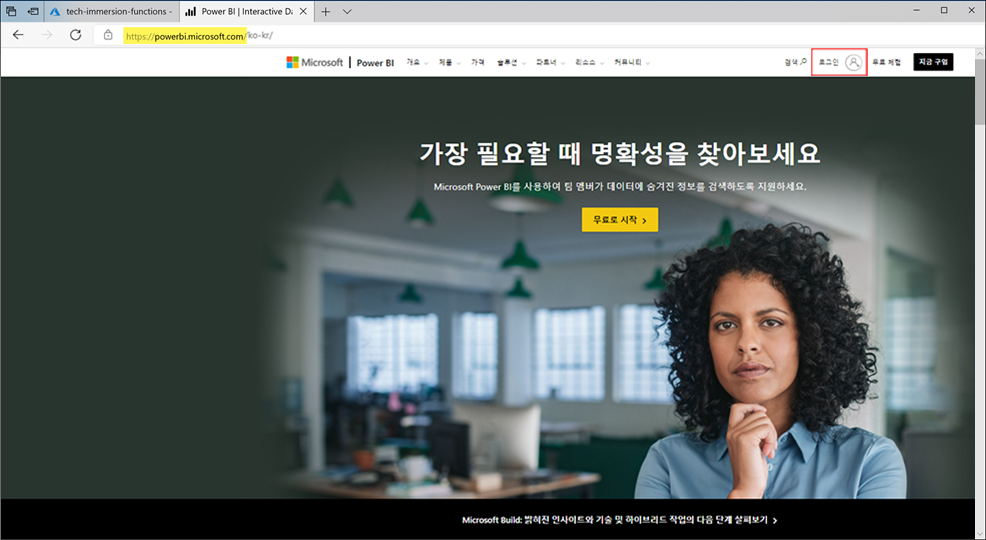 tech-immersion-functions -
Power BI | Interactive Da
https://powerbi.microsoft.com/ko-kr/
Microsoft | Power BI 개요 제품 가격 솔루션 파트너 리소스 커뮤니티 검색 로그인 무료 체험 지금 구입
가장 필요할 때 명확성을 찾아보세요
Microsoft Power BI를 사용하여 팀 멤버가 데이터에 숨겨진 정보를 검색하도록 지원하세요.
무료로 시작 >
Microsoft Build: 밝혀진 인사이트와 기술 및 하이브리드 작업의 다음 단계 살펴보기 >